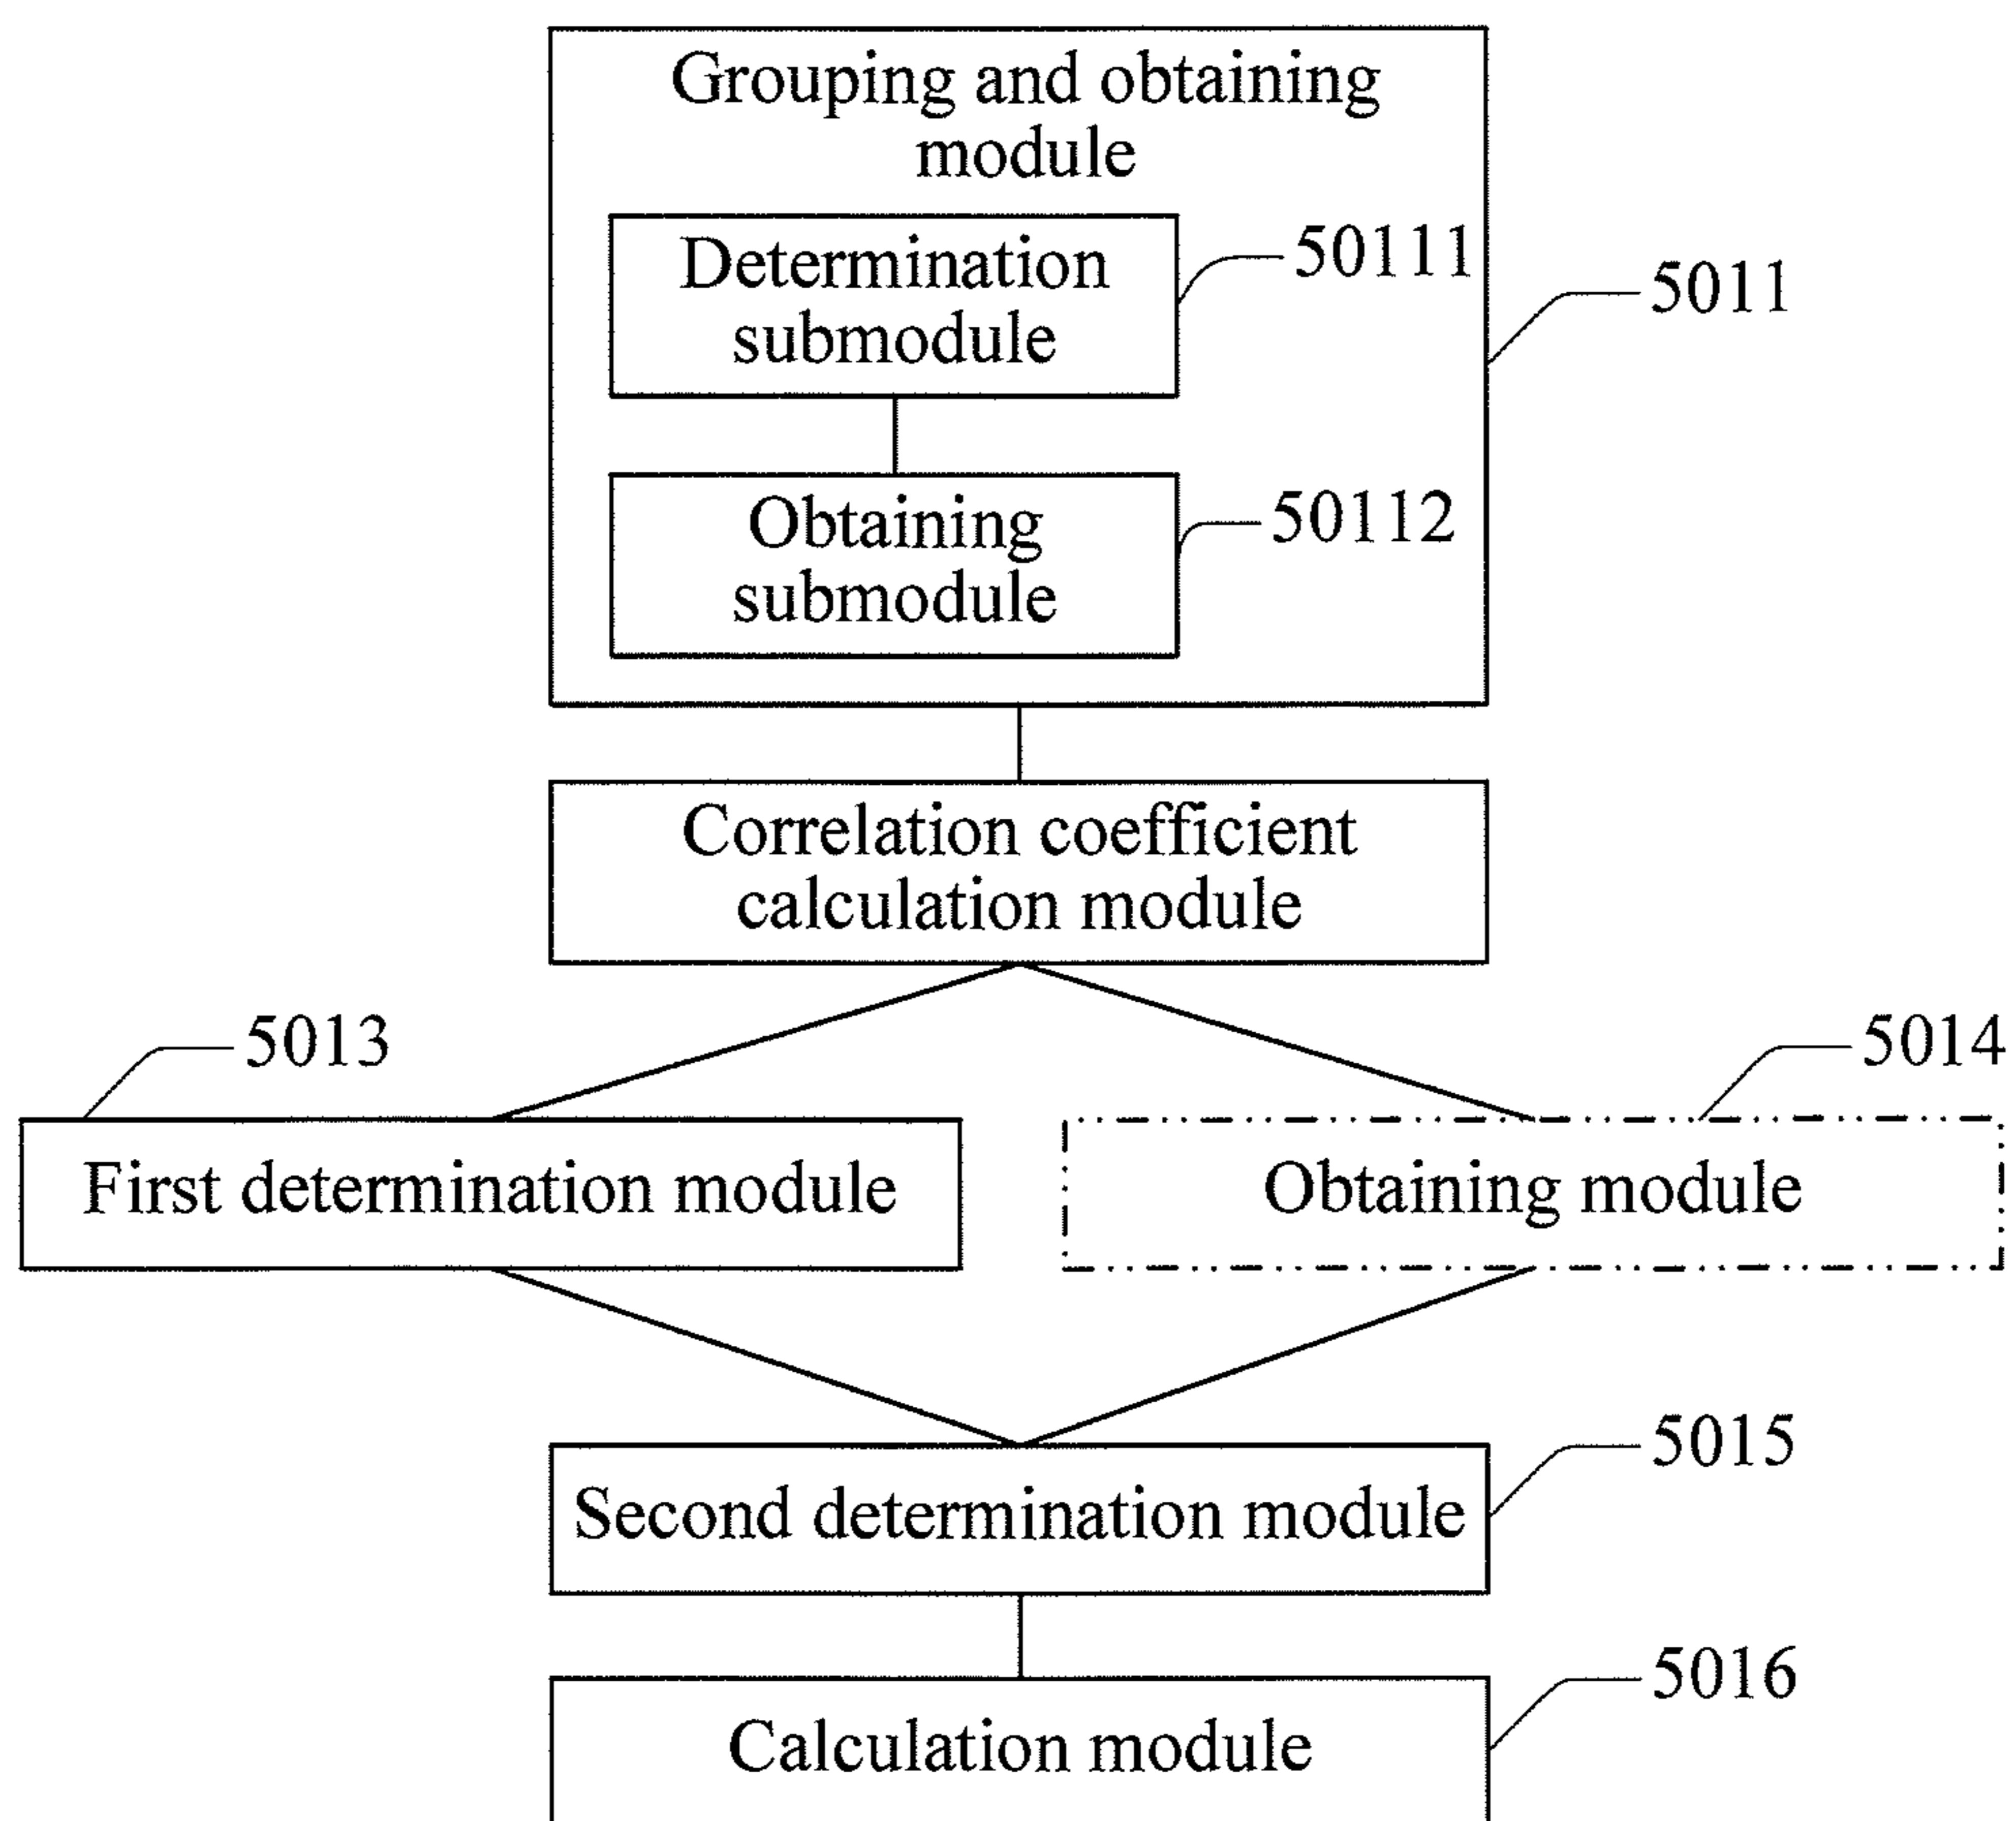 Grouping and obtaining
module
Determination
submodule
50111
5011
Obtaining
submodule
50112
Correlation coefficient
calculation module
5013
5014
First determination module
Obtaining module
5015
Second determination module
5016
Calculation module